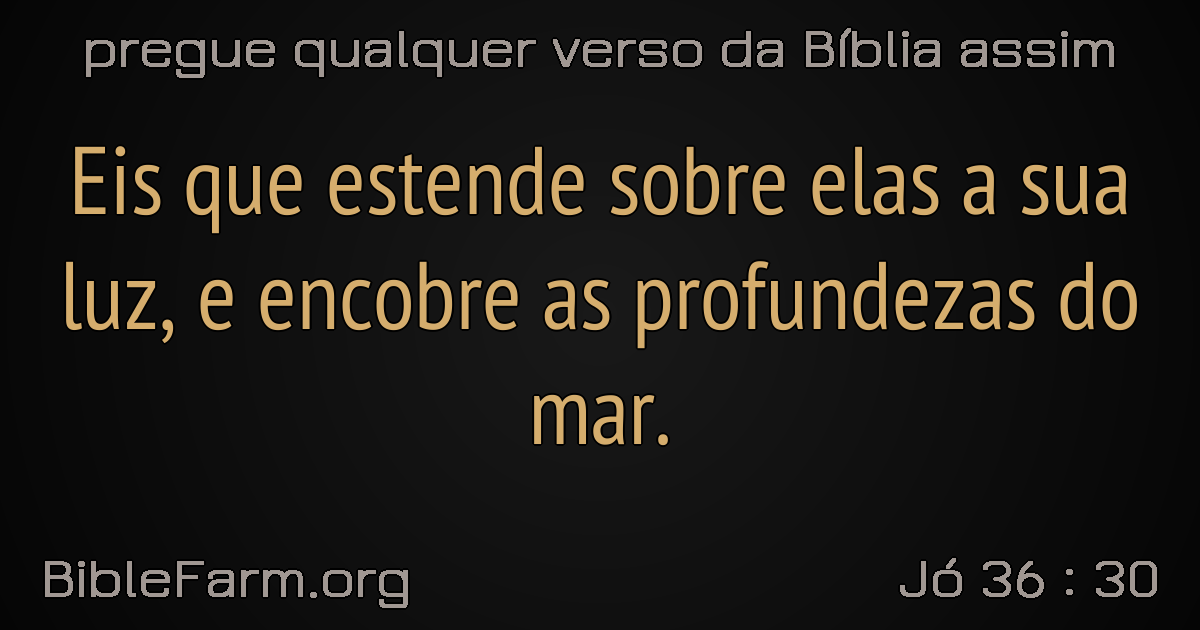 pregue qualquer verso da Bíblia assim
Eis que estende sobre elas a sua
luz, e encobre as profundezas do
mar.
BibleFarm.org
Jó 36 : 30